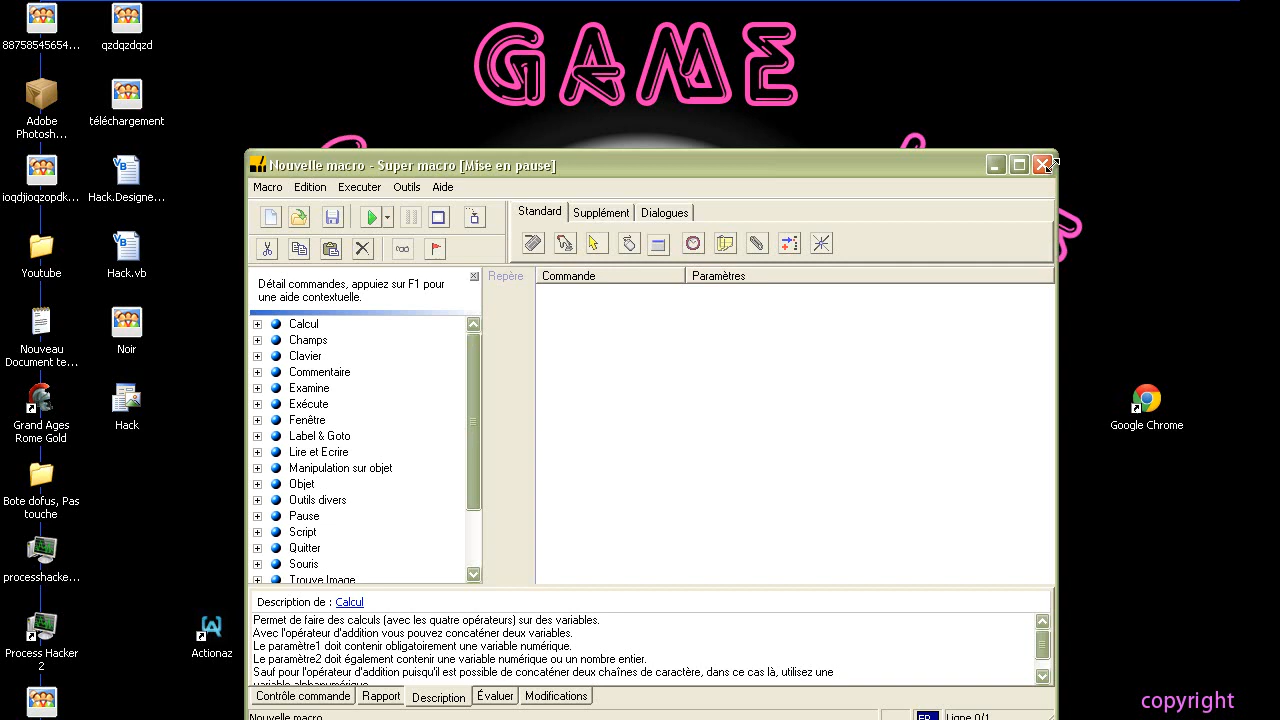 GAME
88758545654...
qzdqzdqzd
Adobe
Photosh...
téléchargement
ioqdjioqzopdk...
Hack.Designe...
Youtube
Hack.vb
Nouveau
Document te...
Noir
Grand Ages
Rome Gold
Hack
Bote dofus, Pas
touche
processhacke...
Process Hacker
2
Actionaz
Google Chrome
copyright
Nouvelle macro - Super macro [Mise en pause]
Macro Edition Executer Outils Aide
Standard Supplément Dialogues
Détail commandes, appuiez sur F1 pour
une aide contextuelle.
Repère Commande Paramètres
Calcul
Champs
Clavier
Commentaire
Examine
Exécute
Fenêtre
Label & Goto
Lire et Ecrire
Manipulation sur objet
Objet
Outils divers
Pause
Script
Quitter
Souris
Trouve Image
Description de : Calcul
Permet de faire des calculs (avec les quatre opérateurs) sur des variables.
Avec l'opérateur d'addition vous pouvez concaténer deux variables.
Le paramètre1 doit contenir obligatoirement une variable numérique.
Le paramètre2 doit également contenir une variable numérique ou un nombre entier.
Sauf pour l'opérateur d'addition puisqu'il est possible de concaténer deux chaînes de caractère, dans ce cas là, utilisez une
variable alphanumérique.
Contrôle commande Rapport Description Évaluer Modifications
Nouvelle macro FR Ligne 0/1